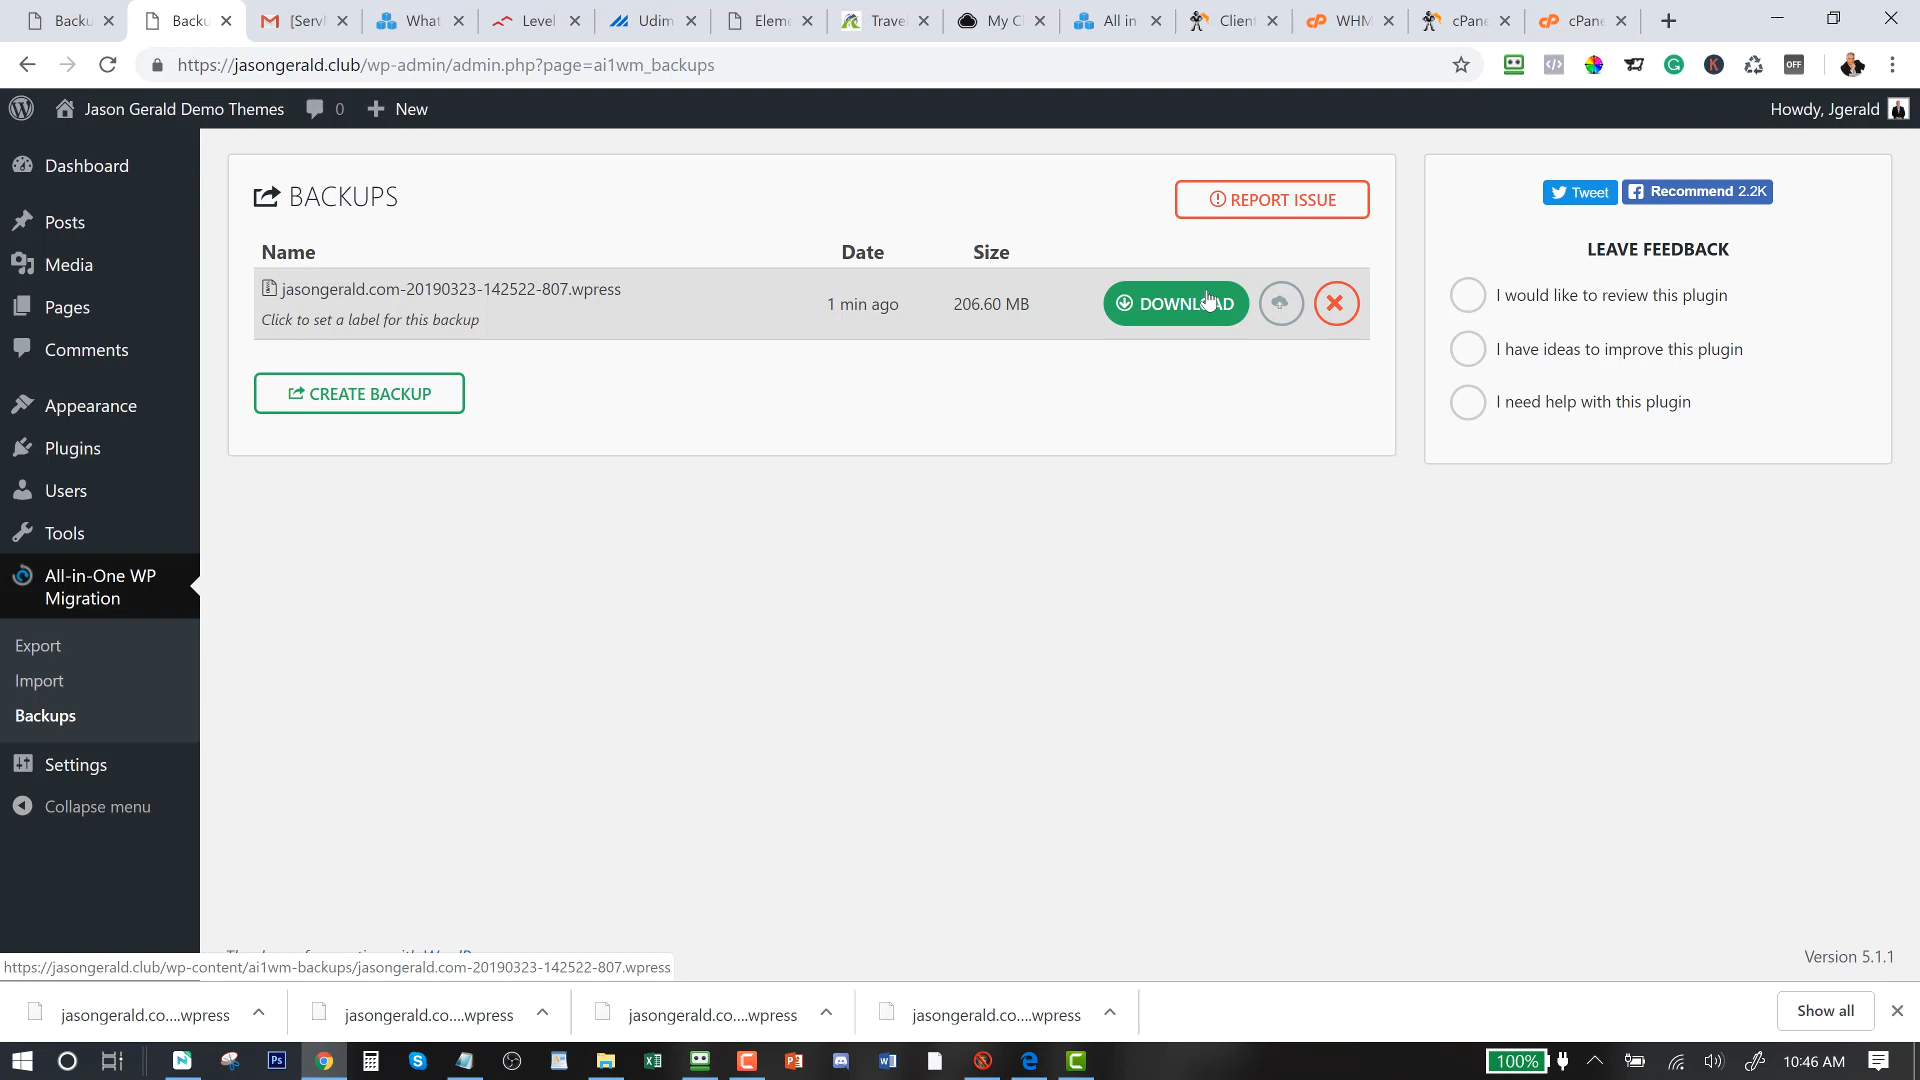 Backu
Backu
[Servi
What
Level
Udim
Eleme
Travel
My Cl
All in
Client
WHM
cPane
cPane
https://jasongerald.club/wp-admin/admin.php?page=ai1wm_backups
OFF
Jason Gerald Demo Themes
0
New
Howdy, Jgerald
Dashboard
Posts
Media
Pages
Comments
Appearance
Plugins
Users
Tools
All-in-One WP
Migration
Export
Import
Backups
Settings
Collapse menu
BACKUPS
REPORT ISSUE
Name Date Size
jasongerald.com-20190323-142522-807.wpress
Click to set a label for this backup
1 min ago
206.60 MB
DOWNLOAD
CREATE BACKUP
Tweet
Recommend 2.2K
LEAVE FEEDBACK
I would like to review this plugin
I have ideas to improve this plugin
I need help with this plugin
Version 5.1.1
https://jasongerald.club/wp-content/ai1wm-backups/jasongerald.com-20190323-142522-807.wpress
jasongerald.co....wpress
jasongerald.co....wpress
jasongerald.co....wpress
jasongerald.co....wpress
Show all
100%
10:46 AM